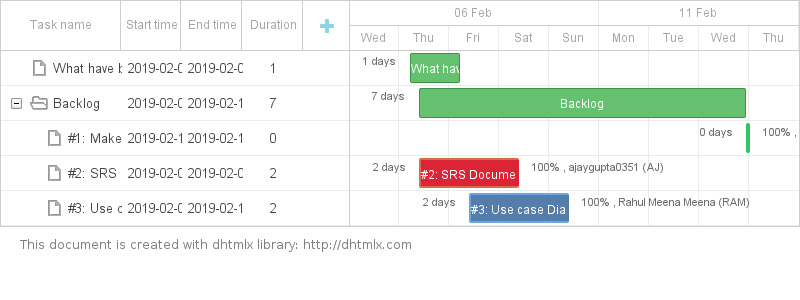 Task name Start time End time Duration 06 Feb 11 Feb
Wed Thu Fri Sat Sun Mon Tue Wed Thu
What have b 2019-02-0 2019-02-0 1 1 days What hav
Backlog 2019-02-0 2019-02-1 7 7 days Backlog
#1: Make 2019-02-1 2019-02-1 0 0 days 100% ,
#2: SRS 2019-02-0 2019-02-0 2 2 days #2: SRS Docume 100% , ajaygupta0351 (AJ)
#3: Use c 2019-02-0 2019-02-1 2 2 days #3: Use case Dia 100% , Rahul Meena Meena (RAM)
This document is created with dhtmlx library: http://dhtmlx.com